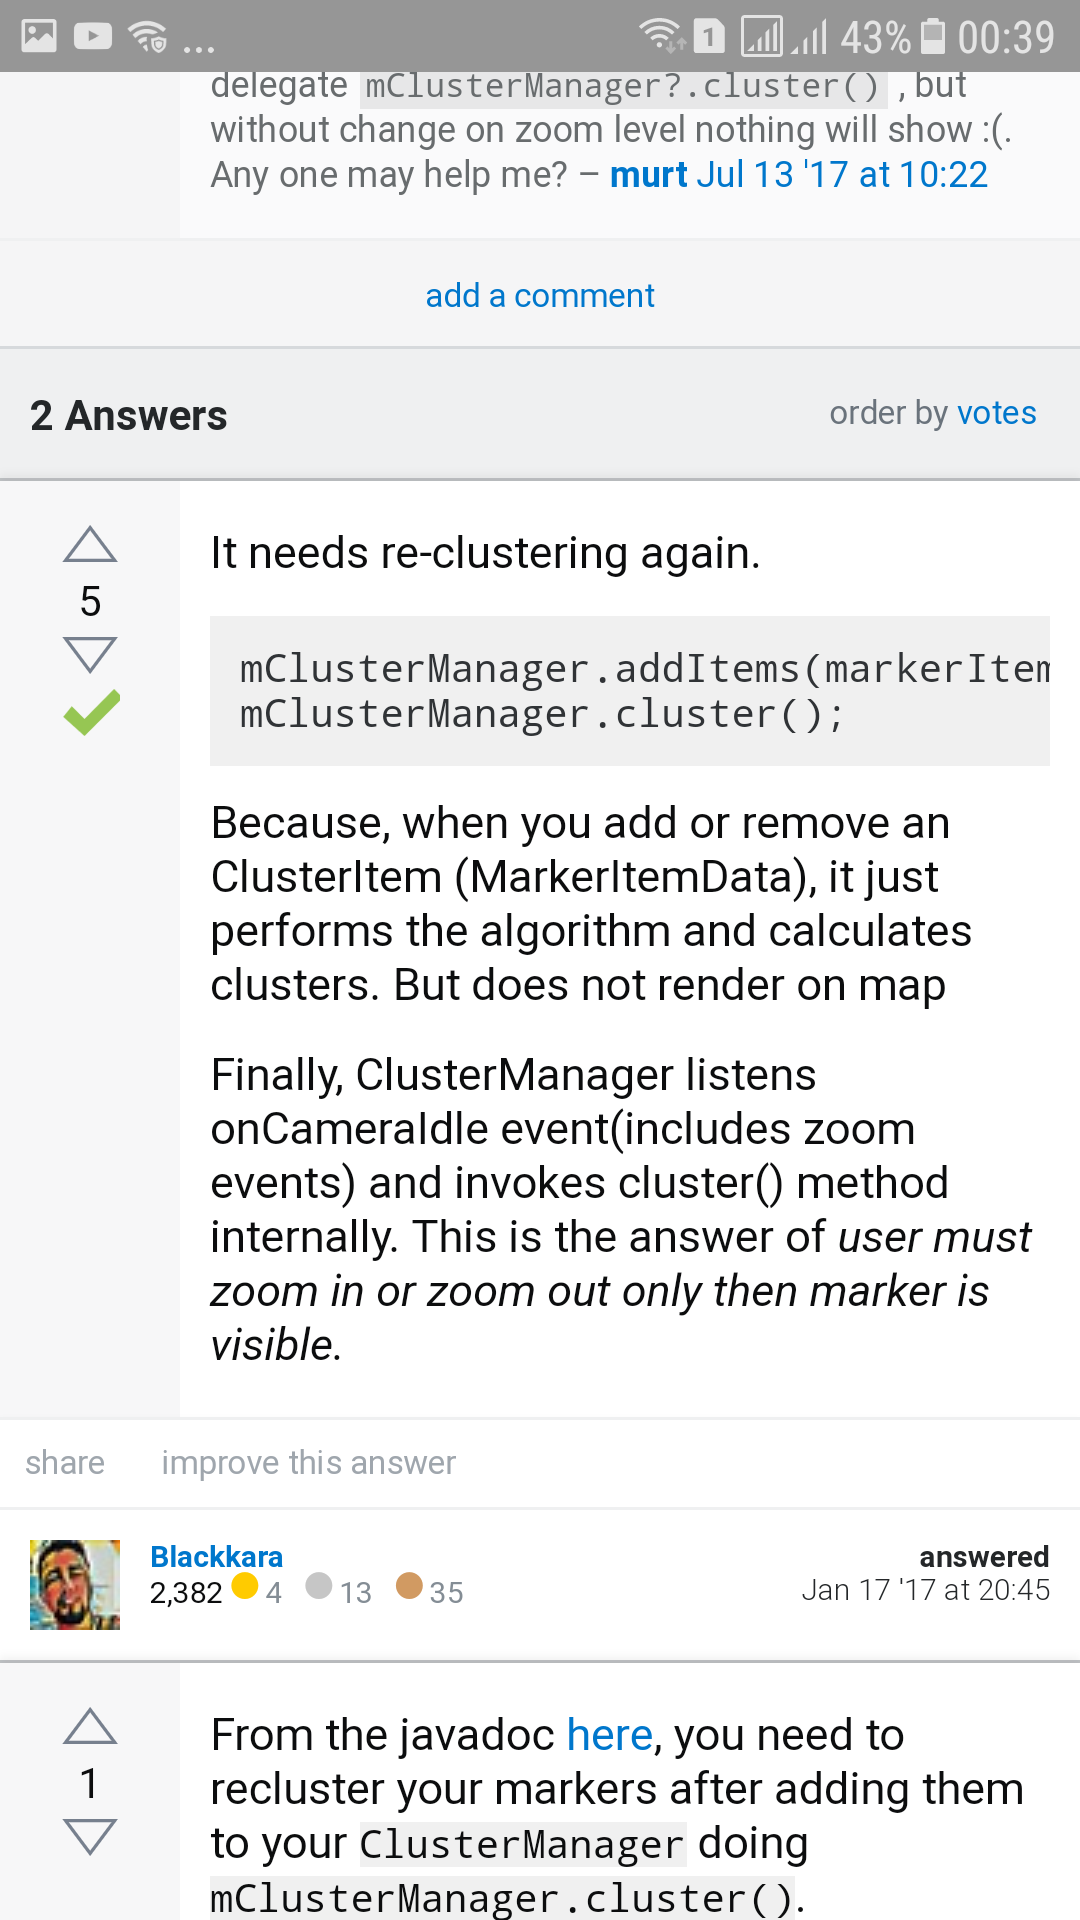 ... 1 43% 00:39
delegate mClusterManager?.cluster() , but
without change on zoom level nothing will show :(.
Any one may help me? – murt Jul 13 '17 at 10:22
add a comment
2 Answers order by votes
It needs re-clustering again.
5
mClusterManager.addItems(markerItem
mClusterManager.cluster();
Because, when you add or remove an
ClusterItem (MarkerItemData), it just
performs the algorithm and calculates
clusters. But does not render on map
Finally, ClusterManager listens
onCameraIdle event(includes zoom
events) and invokes cluster() method
internally. This is the answer of user must
zoom in or zoom out only then marker is
visible.
share improve this answer
Blackkara answered
2,382 4 13 35 Jan 17 '17 at 20:45
From the javadoc here, you need to
1 recluster your markers after adding them
to your ClusterManager doing
mClusterManager.cluster().